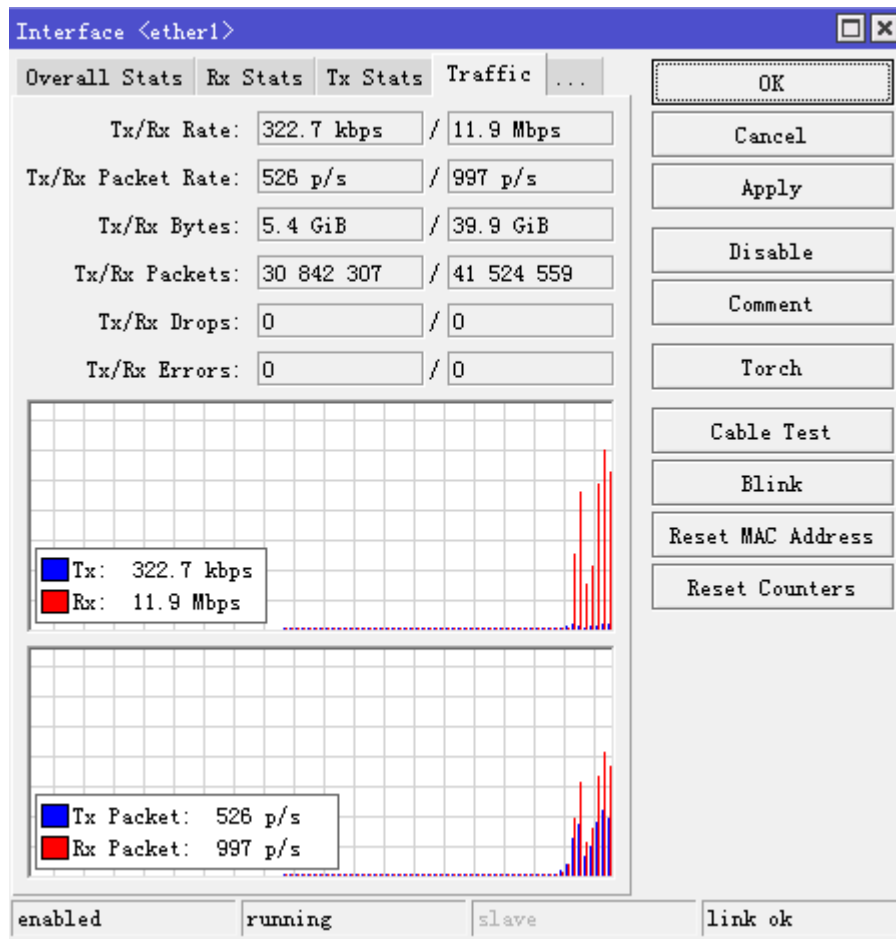 Interface <ether1>
Overall Stats Rx Stats Tx Stats Traffic ...
Tx/Rx Rate: 322.7 kbps / 11.9 Mbps
Tx/Rx Packet Rate: 526 p/s / 997 p/s
Tx/Rx Bytes: 5.4 GiB / 39.9 GiB
Tx/Rx Packets: 30 842 307 / 41 524 559
Tx/Rx Drops: 0 / 0
Tx/Rx Errors: 0 / 0
Tx: 322.7 kbps
Rx: 11.9 Mbps
Tx Packet: 526 p/s
Rx Packet: 997 p/s
OK
Cancel
Apply
Disable
Comment
Torch
Cable Test
Blink
Reset MAC Address
Reset Counters
enabled running slave link ok